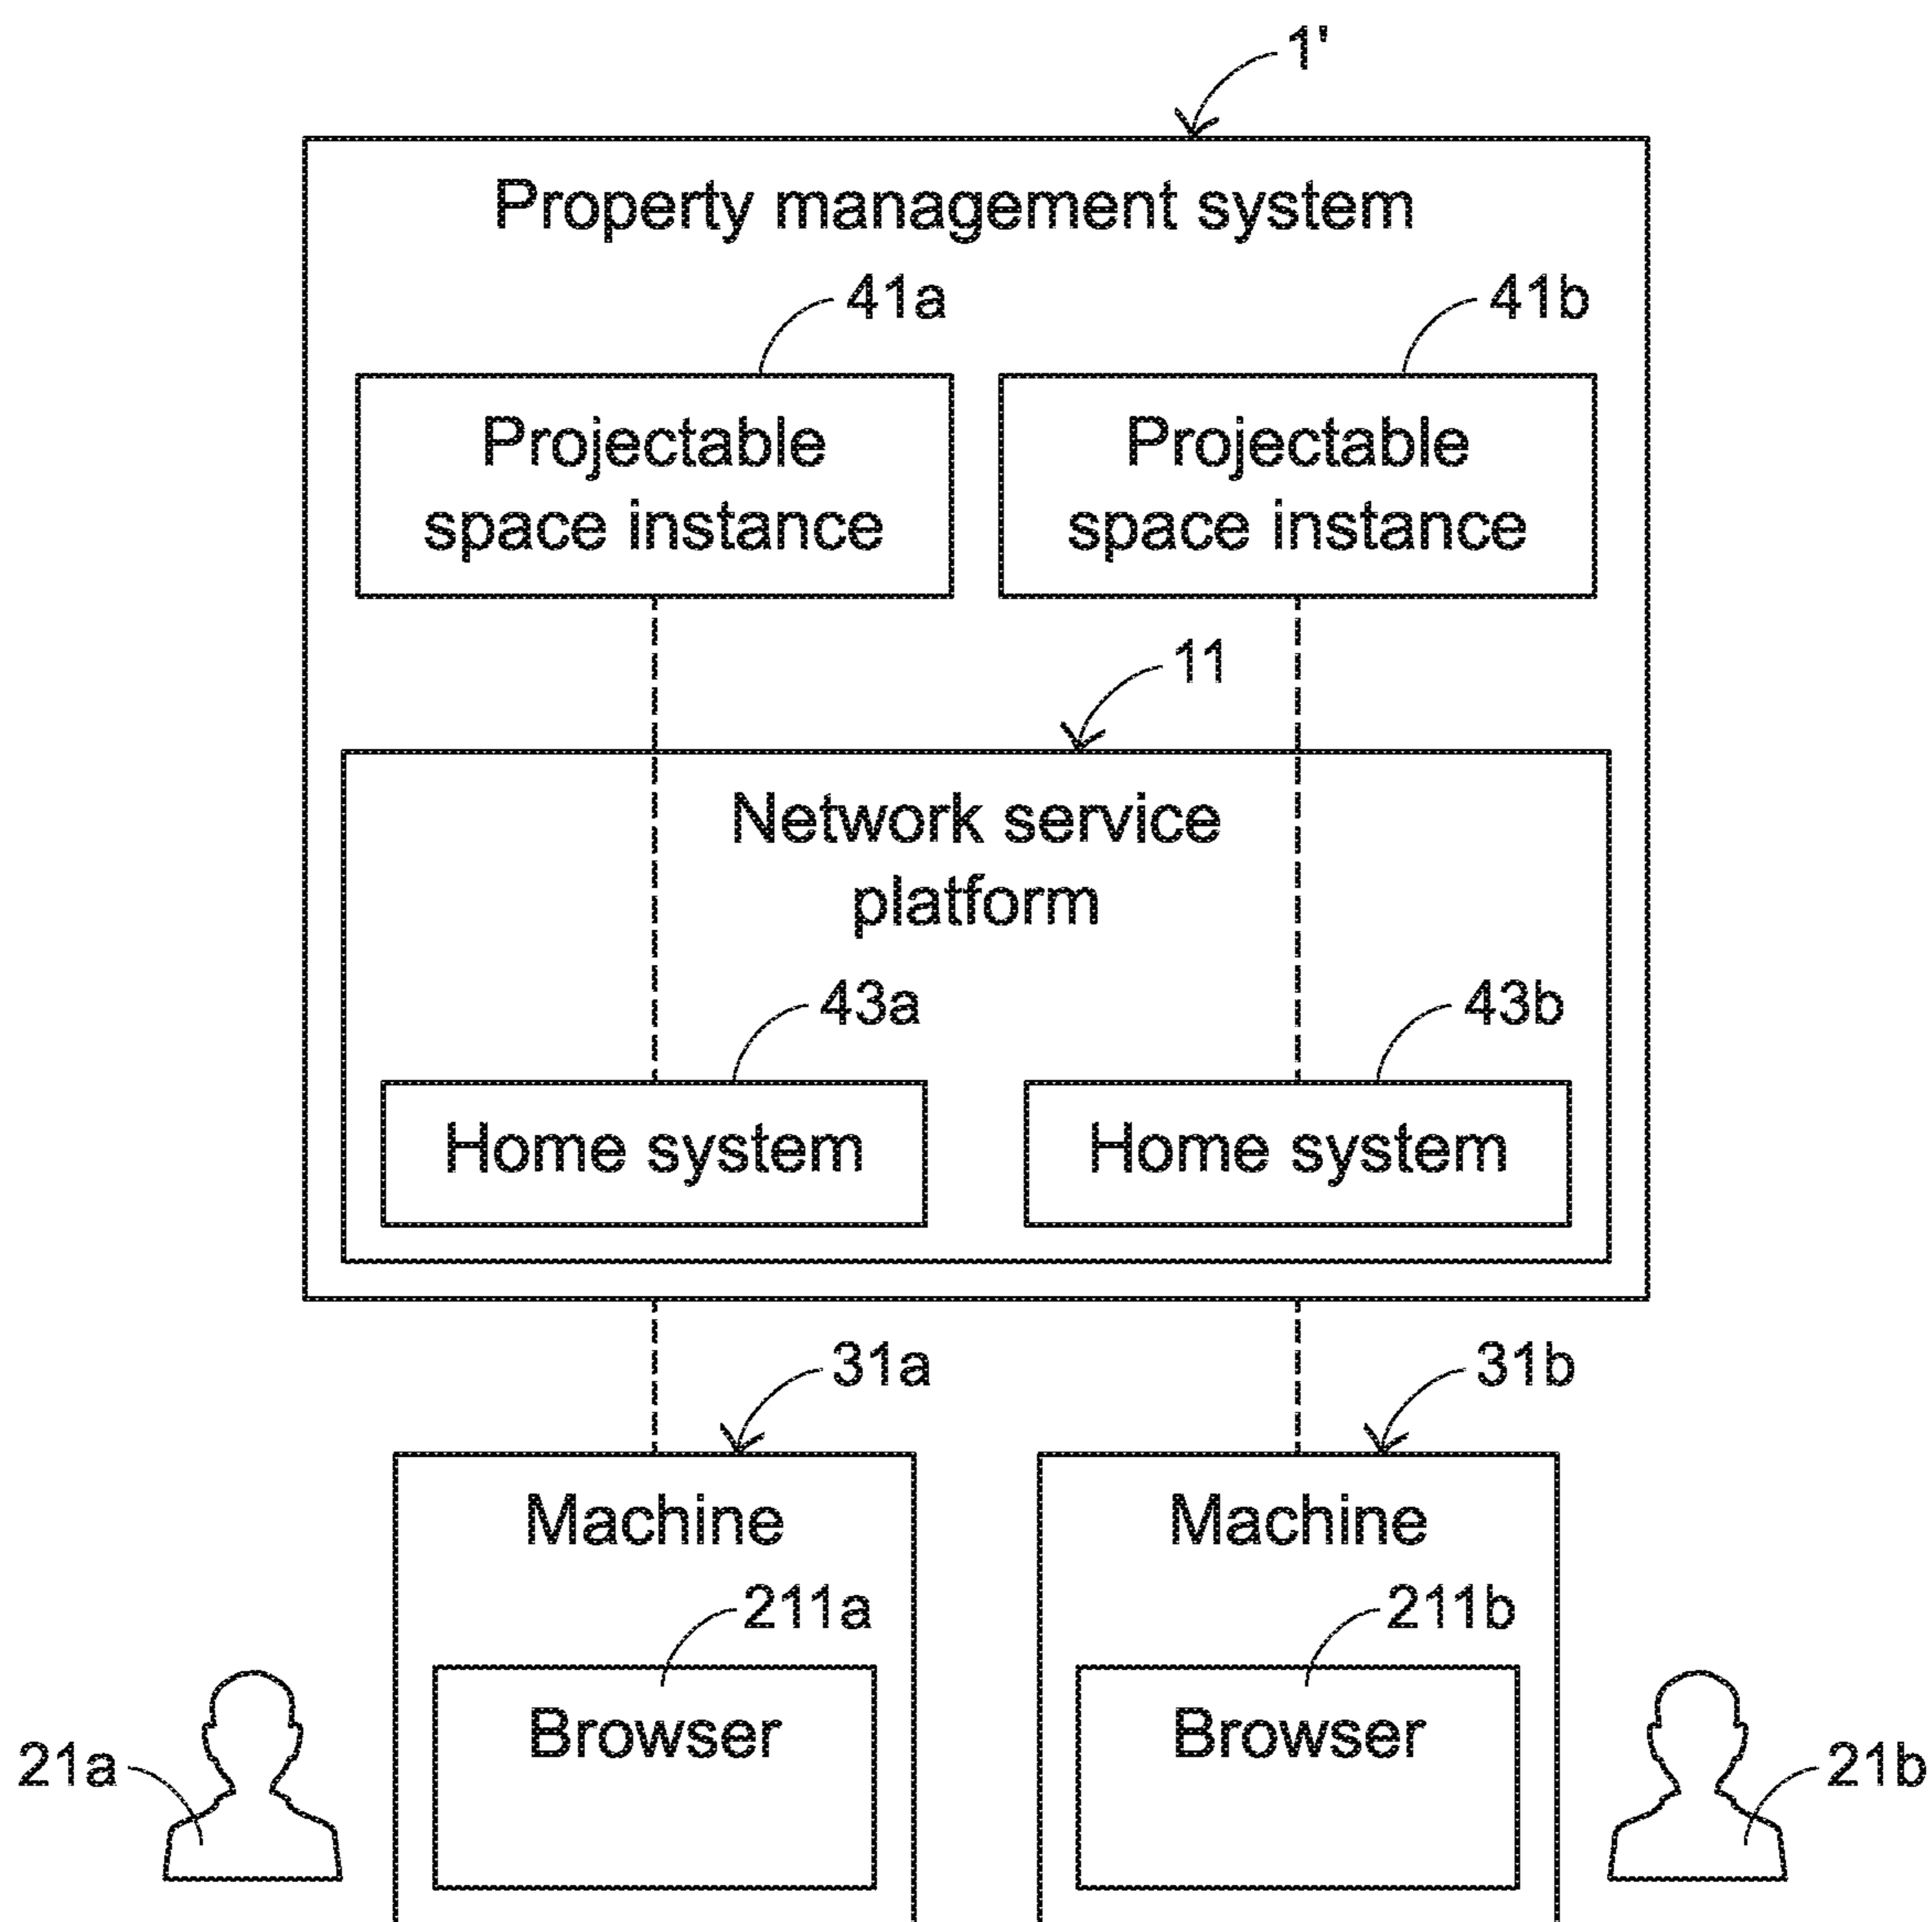 1'
Property management system
41a
41b
Projectable
space instance
Projectable
space instance
11
Network service
platform
43a
43b
Home system
Home system
31a
31b
Machine
Machine
211a
211b
Browser
Browser
21a
21b